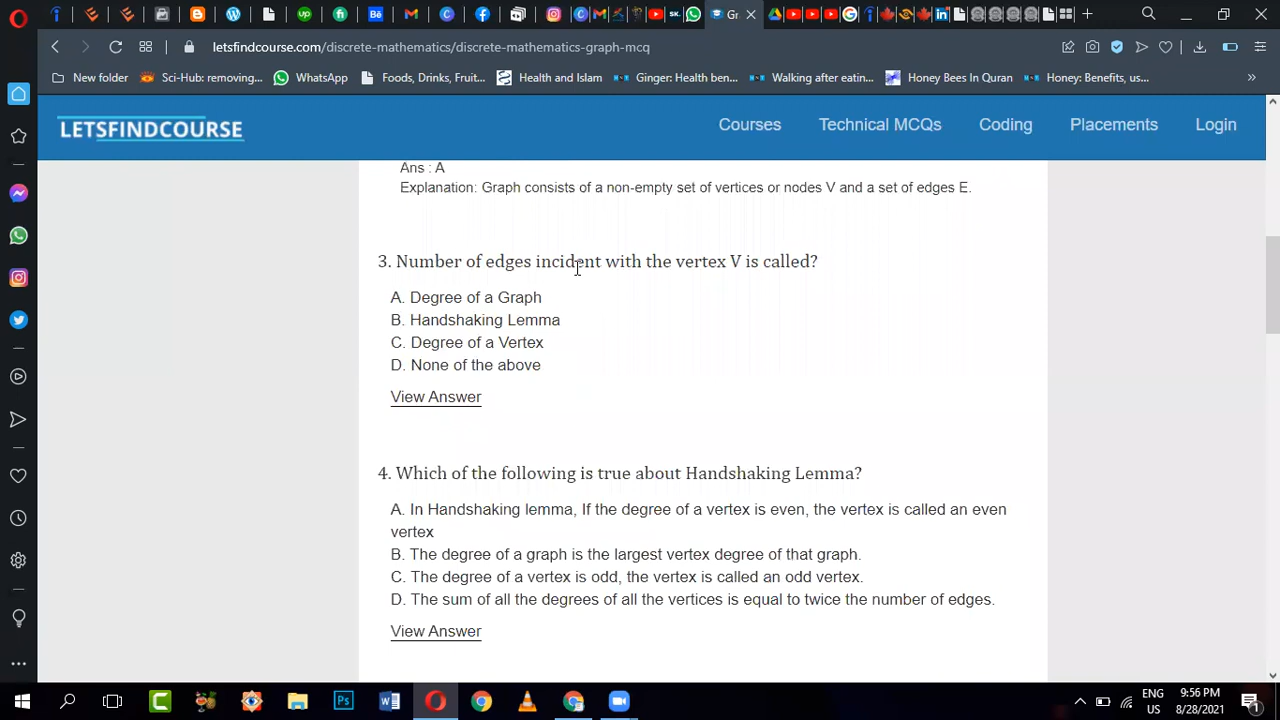 Gr
letsfindcourse.com/discrete-mathematics/discrete-mathematics-graph-mcq
New folder
Sci-Hub: removing...
WhatsApp
Foods, Drinks, Fruit...
Health and Islam
Ginger: Health ben...
Walking after eatin...
Honey Bees In Quran
Honey: Benefits, us...
LETSFINDCOURSE
Courses
Technical MCQs
Coding
Placements
Login
Ans : A
Explanation: Graph consists of a non-empty set of vertices or nodes V and a set of edges E.
3. Number of edges incident with the vertex V is called?
A. Degree of a Graph
B. Handshaking Lemma
C. Degree of a Vertex
D. None of the above
View Answer
4. Which of the following is true about Handshaking Lemma?
A. In Handshaking lemma, If the degree of a vertex is even, the vertex is called an even
vertex
B. The degree of a graph is the largest vertex degree of that graph.
C. The degree of a vertex is odd, the vertex is called an odd vertex.
D. The sum of all the degrees of all the vertices is equal to twice the number of edges.
View Answer
ENG
US
9:56 PM
8/28/2021